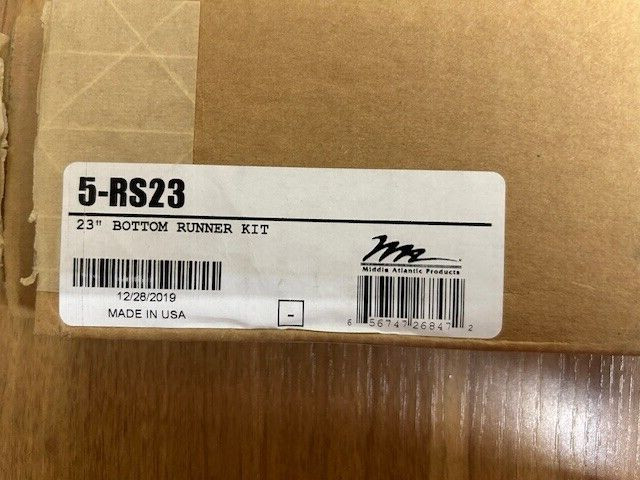 5-RS23
23" BOTTOM RUNNER KIT
Middle Atlantic Products
12/28/2019
MADE IN USA
-
6 56747 26847 2